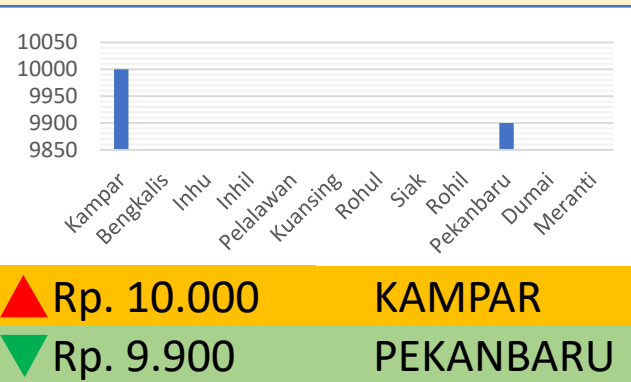 10050
10000
9950
9900
9850
Kampar
Bengkalis
Inhu
Inhil
Pelalawan
Kuansing
Rohul
Siak
Rohil
Pekanbaru
Dumai
Meranti
Rp. 10.000 KAMPAR
Rp. 9.900 PEKANBARU